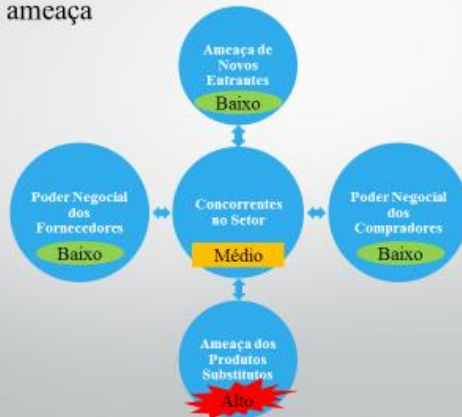 ameaça
Ameaça de
Novos
Entrantes
Baixo
Poder Negocial
dos
Fornecedores
Baixo
Concorrentes
no Setor
Médio
Poder Negocial
dos
Compradores
Baixo
Ameaça dos
Produtos
Substitutos
Alto